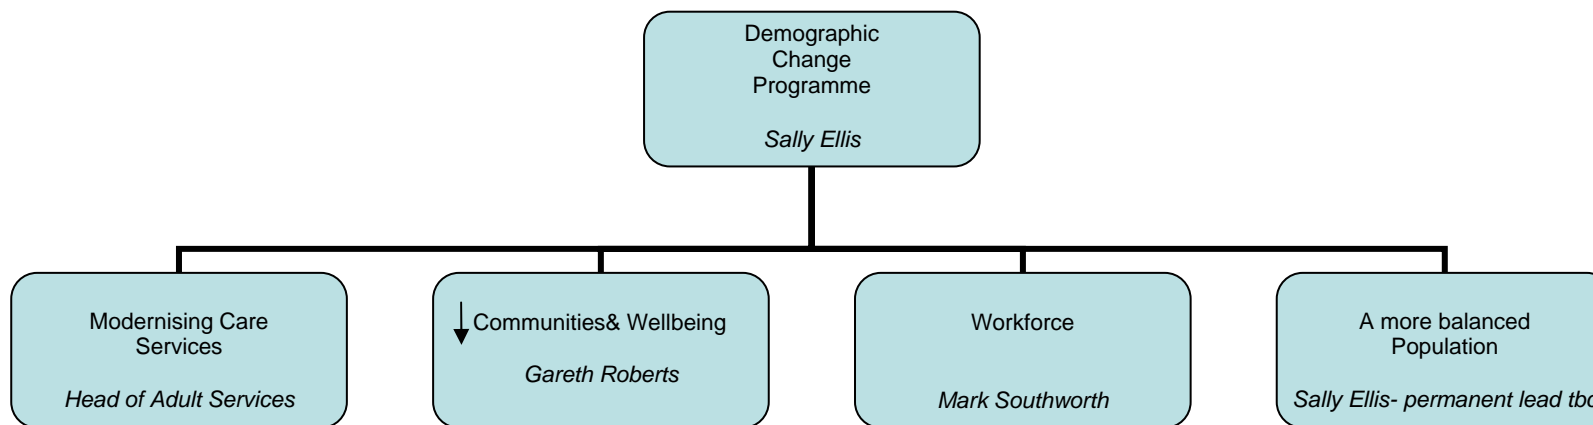 Demographic
Change
Programme
Sally Ellis
Modernising Care
Services
Head of Adult Services
Communities& Wellbeing
Gareth Roberts
Workforce
Mark Southworth
A more balanced
Population
Sally Ellis- permanent lead tbc